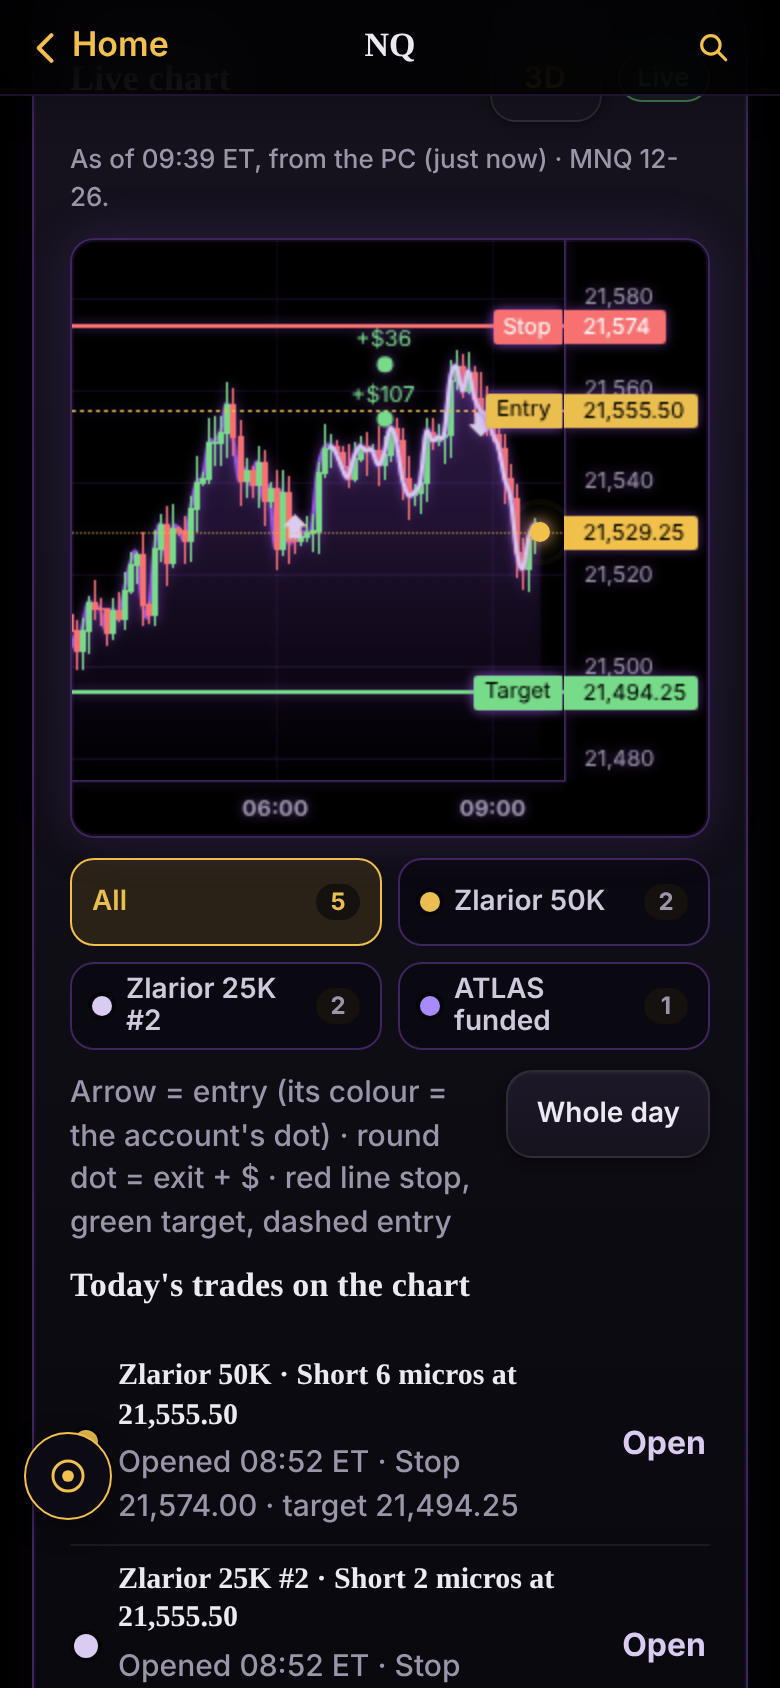 Home
NQ
Live chart
3D
Live
As of 09:39 ET, from the PC (just now) · MNQ 12-
26.
21,580
Stop
21,574
+$36
21,560
+$107
Entry
21,555.50
21,540
21,529.25
21,520
21,500
Target
21,494.25
21,480
06:00
09:00
All
5
Zlarior 50K
2
Zlarior 25K
#2
2
ATLAS
funded
1
Arrow = entry (its colour =
the account's dot) · round
dot = exit + $ · red line stop,
green target, dashed entry
Whole day
Today's trades on the chart
Zlarior 50K · Short 6 micros at
21,555.50
Opened 08:52 ET · Stop
21,574.00 · target 21,494.25
Open
Zlarior 25K #2 · Short 2 micros at
21,555.50
Opened 08:52 ET · Stop
Open